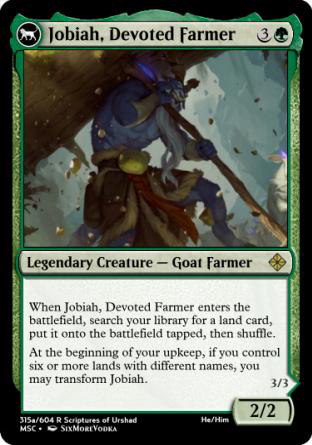 Jobiah, Devoted Farmer 3
Legendary Creature — Goat Farmer
When Jobiah, Devoted Farmer enters the
battlefield, search your library for a land card,
put it onto the battlefield tapped, then shuffle.
At the beginning of your upkeep, if you control
six or more lands with different names, you
may transform Jobiah.
3/3
2/2
315a/604 R Scriptures of Urshad He/Him
MSC • SixMoreVodka